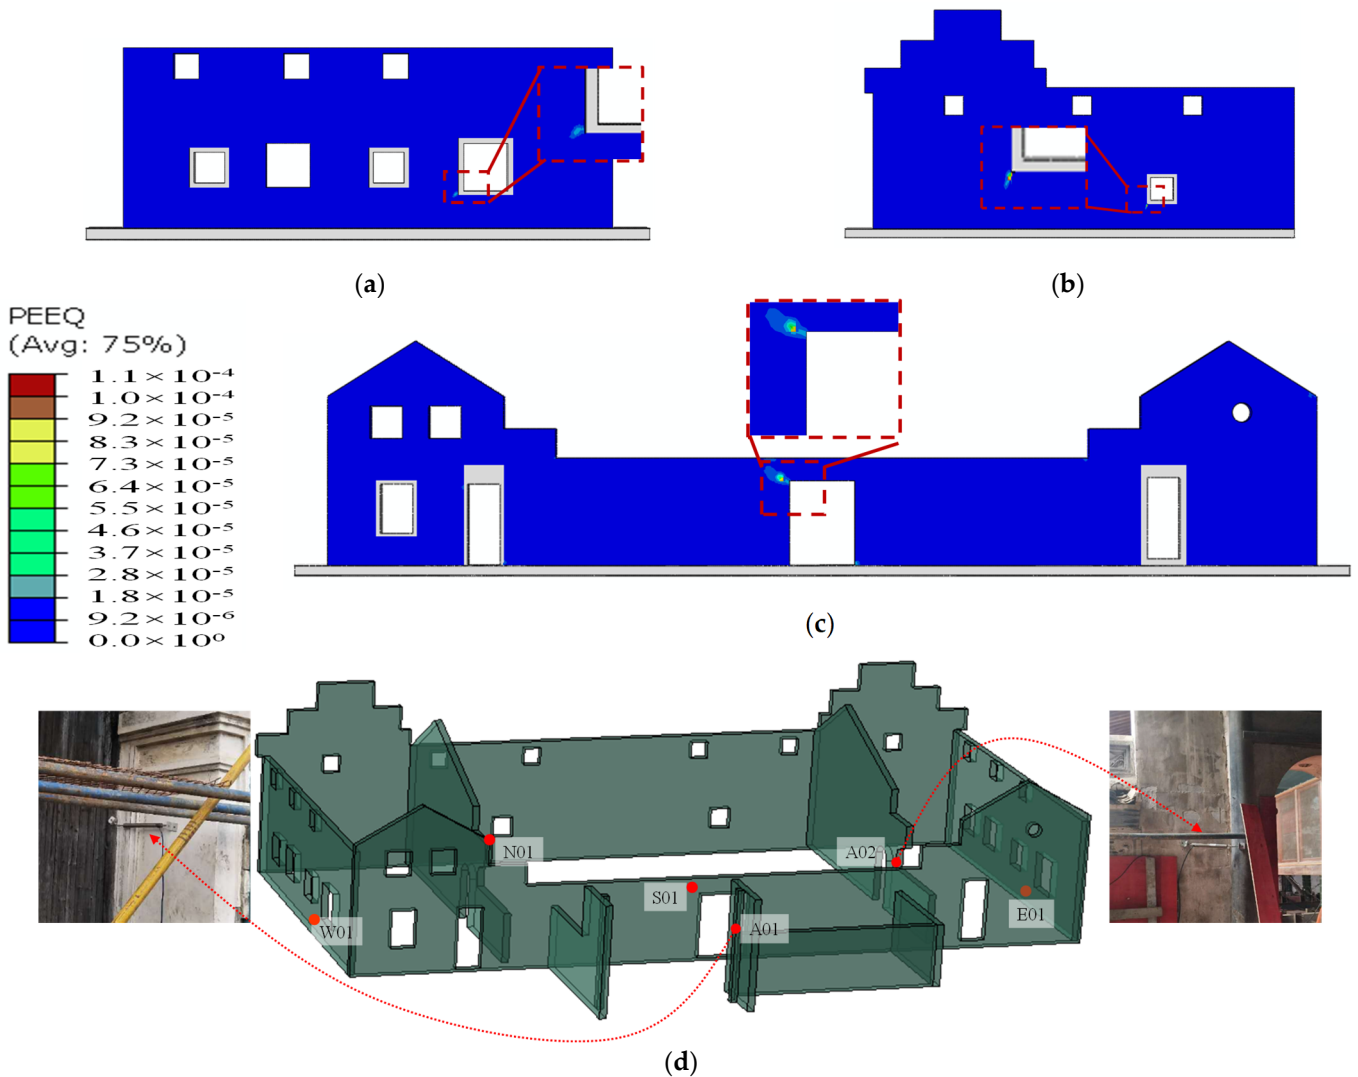 (a)
(b)
PEEQ
(Avg: 75%)
1.1×10⁻⁴
1.0×10⁻⁴
9.2×10⁻⁵
8.3×10⁻⁵
7.3×10⁻⁵
6.4×10⁻⁵
5.5×10⁻⁵
4.6×10⁻⁵
3.7×10⁻⁵
2.8×10⁻⁵
1.8×10⁻⁵
9.2×10⁻⁶
0.0×10⁰
(c)
N01
A02
S01
W01
A01
E01
(d)